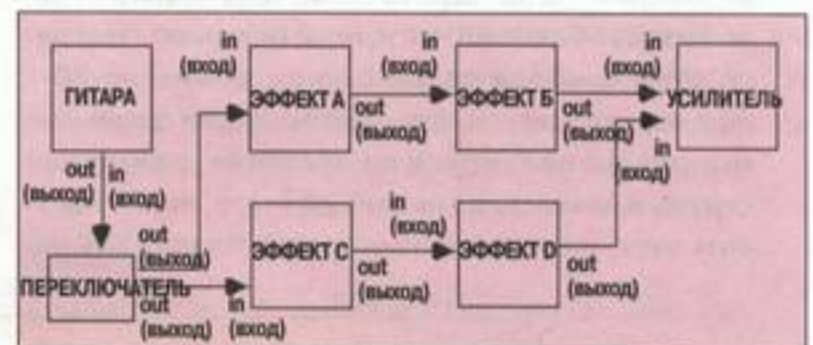 in
(вход)
in
(вход)
in
(вход)
ГИТАРА
ЭФФЕКТ А
out
(выход)
ЭФФЕКТ Б
out
(выход)
УСИЛИТЕЛЬ
in
(вход)
out
(выход)
in
(вход)
out
(выход)
ПЕРЕКЛЮЧАТЕЛЬ
out
(выход)
in
(вход)
ЭФФЕКТ С
out
(выход)
in
(вход)
ЭФФЕКТ D
out
(выход)